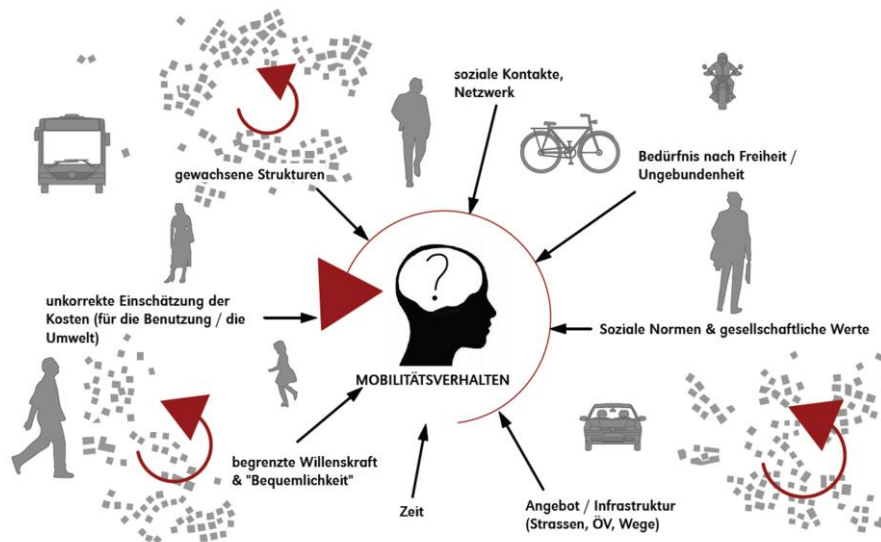 soziale Kontakte,
Netzwerk
Bedürfnis nach Freiheit /
Ungebundenheit
gewachsene Strukturen
?
unkorrekte Einschätzung der
Kosten (für die Benutzung / die
Umwelt)
Soziale Normen & gesellschaftliche Werte
MOBILITÄTSVERHALTEN
begrenzte Willenskraft
& "Bequemlichkeit"
Zeit
Angebot / Infrastruktur
(Strassen, ÖV, Wege)